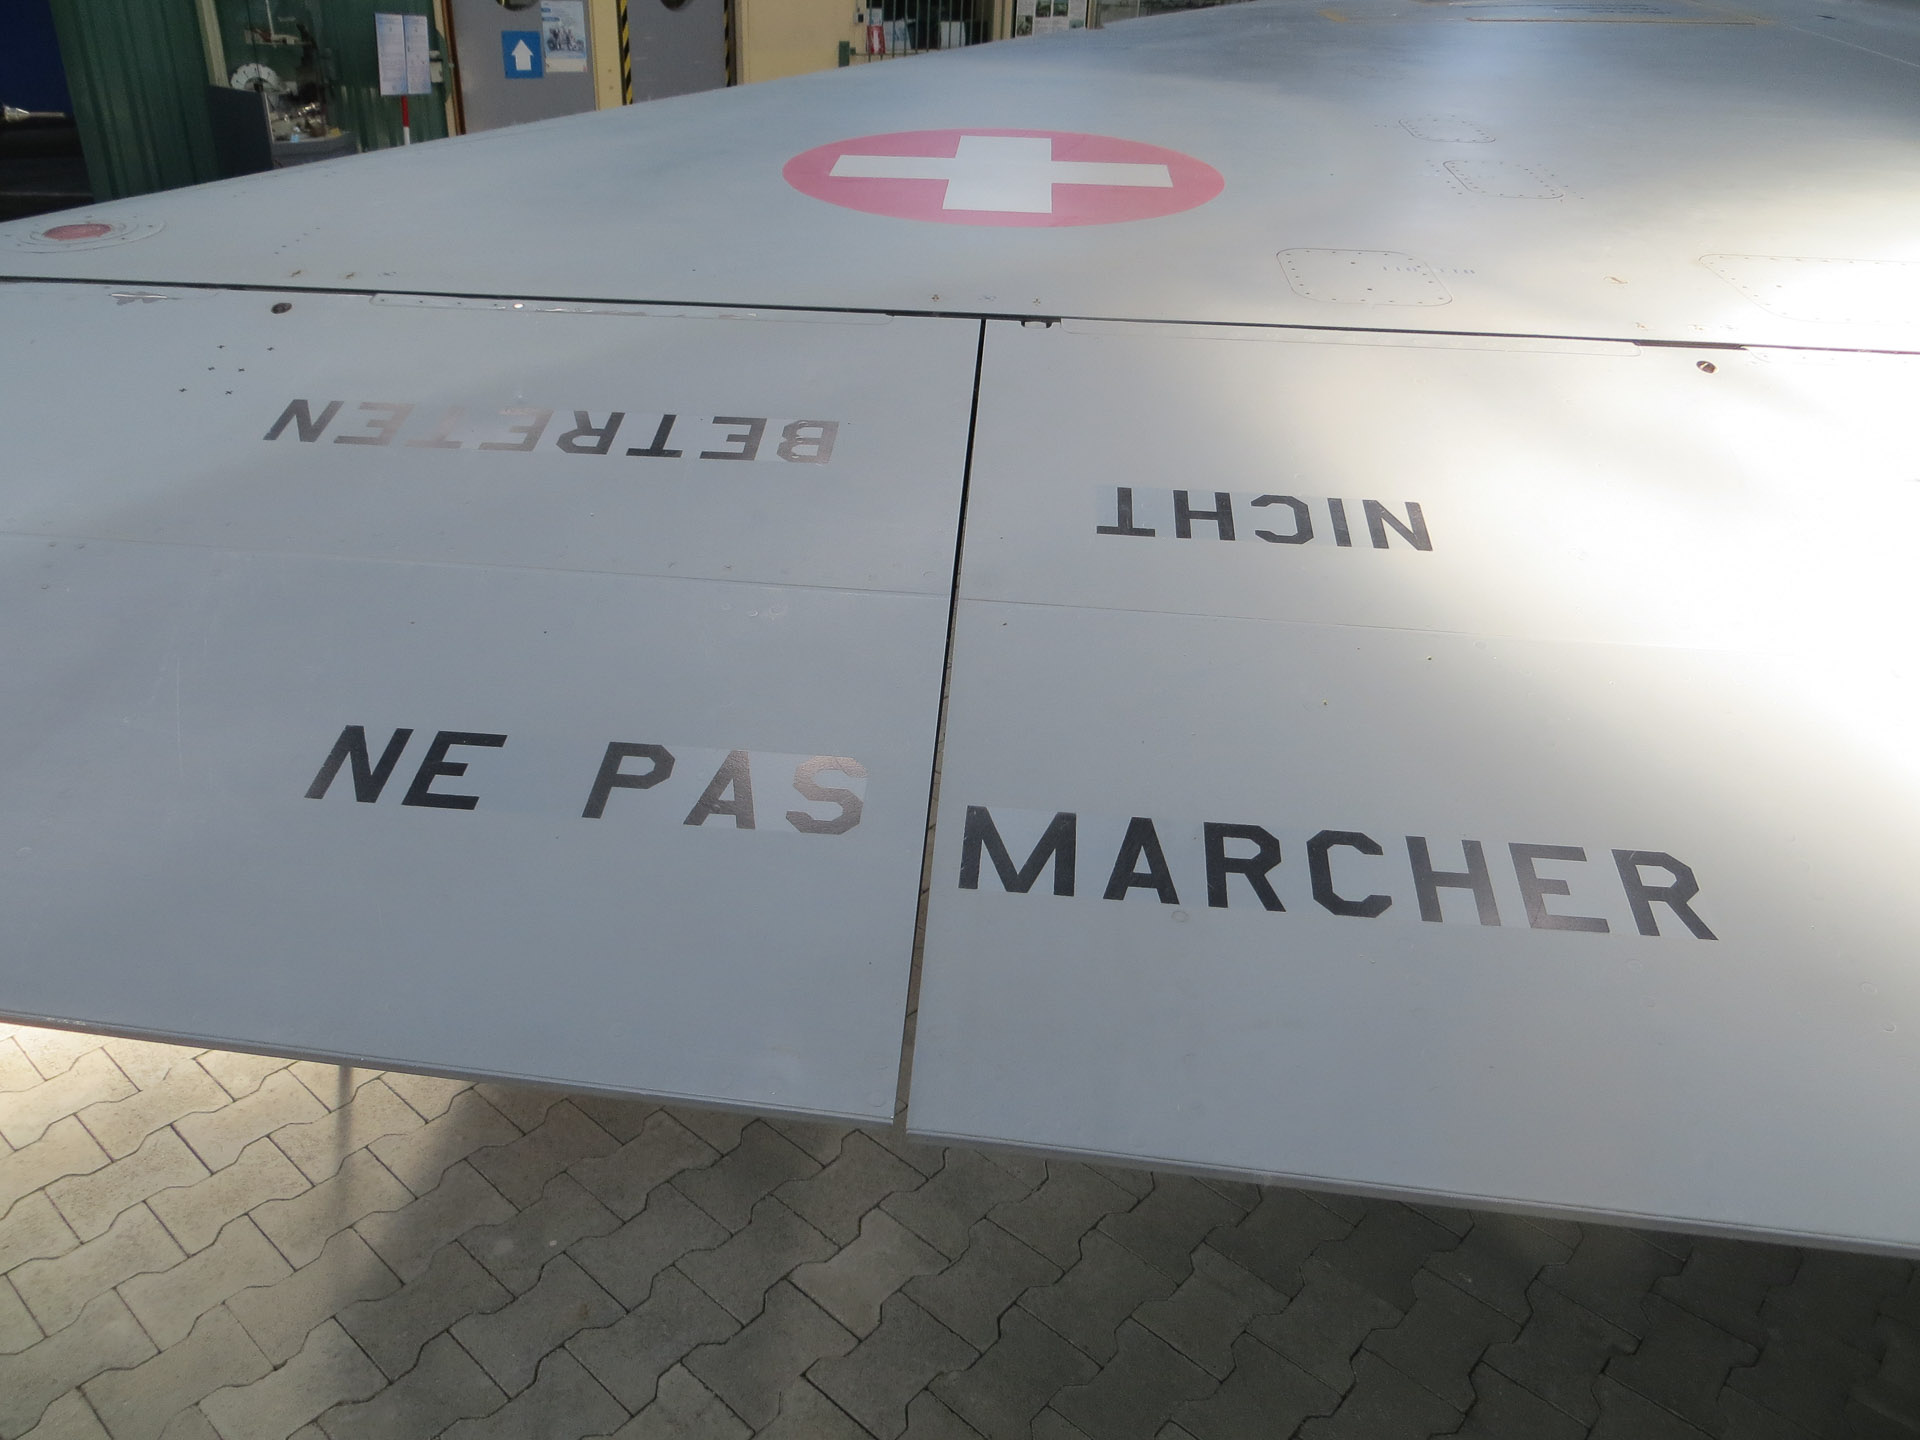 NICHT BETRETEN
NE PAS MARCHER